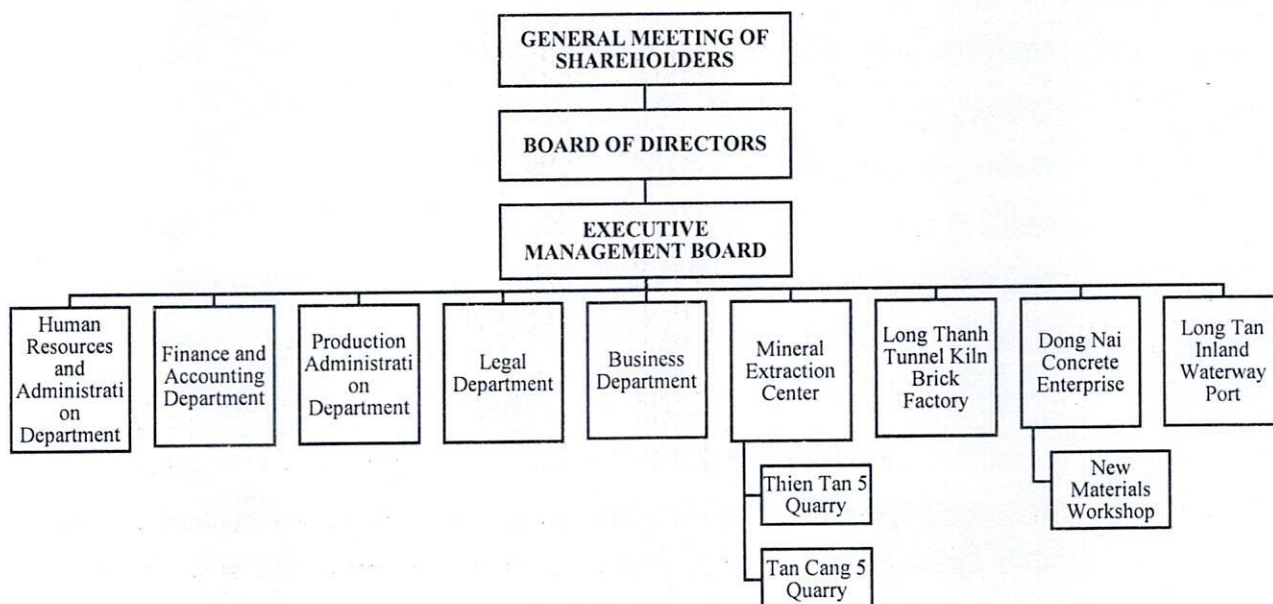 GENERAL MEETING OF
SHAREHOLDERS
BOARD OF DIRECTORS
EXECUTIVE
MANAGEMENT BOARD
Human
Resources
and
Administrati
on
Department
Finance and
Accounting
Department
Production
Administrati
on
Department
Legal
Department
Business
Department
Mineral
Extraction
Center
Long Thanh
Tunnel Kiln
Brick
Factory
Dong Nai
Concrete
Enterprise
Long Tan
Inland
Waterway
Port
Thien Tan 5
Quarry
Tan Cang 5
Quarry
New
Materials
Workshop